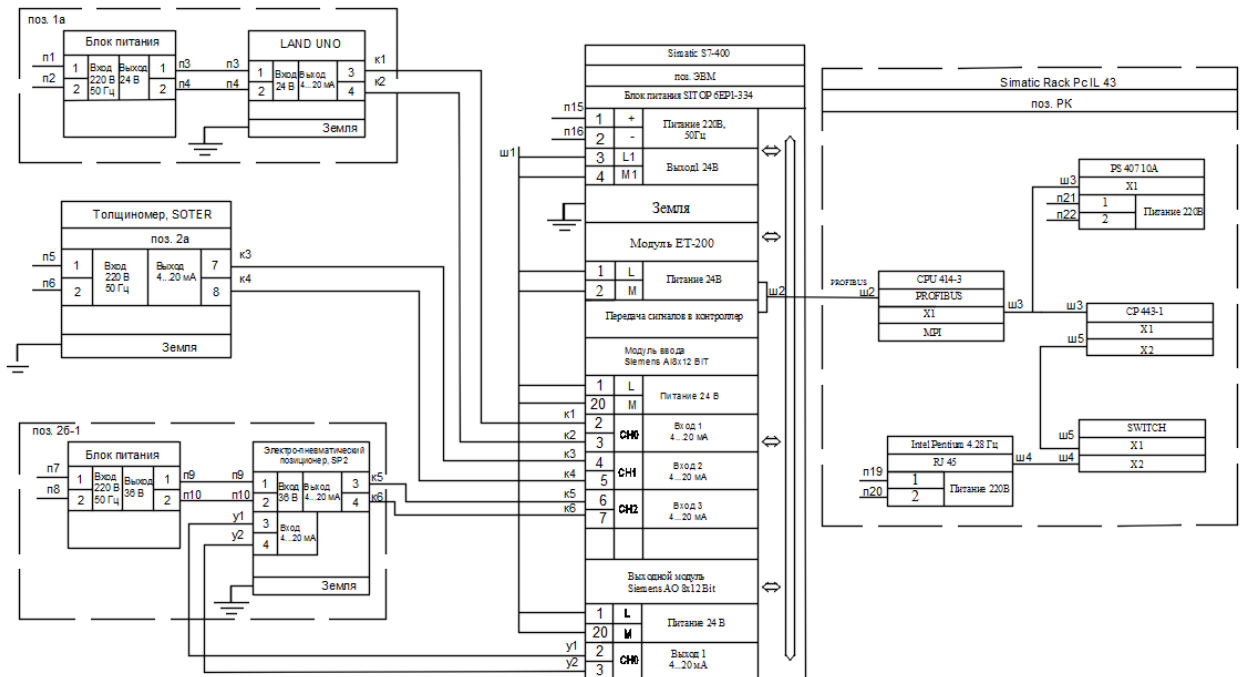 поз. 1а
Блок питания
п1
п2
1
2
Вход
220 В
50 Гц
Выход
24 В
1
2
п3
п4
п3
п4
LAND UNO
1
2
Вход
24 В
Выход
4...20 мА
3
4
Земля
к1
к2
Толщиномер, SOTER
поз. 2а
п5
п6
1
2
Вход
220 В
50 Гц
Выход
4...20 мА
7
8
Земля
к3
к4
поз. 2б-1
Блок питания
п7
п8
1
2
Вход
220 В
50 Гц
Выход
36 В
1
2
п9
п10
п9
п10
у1
у2
Электро-пневматический
позиционер, SP2
1
2
Вход
36 В
Выход
4...20 мА
3
4
3
4
Вход
4...20 мА
Земля
к5
к6
Simatic S7-400
поз. ЭВМ
Блок питания SITOP 6EP1-334
п15
п16
1
+
2
-
Питание 220В,
50Гц
ш1
3
L1
4
M1
Выход1 24В
Земля
Модуль ET-200
1
L
2
M
Питание 24В
Передача сигналов в контроллер
ш2
Модуль ввода
Siemens AI8x12 BIT
1
L
20
M
Питание 24 В
к1
к2
2
3
CH0
Вход 1
4...20 мА
к3
к4
4
5
CH1
Вход 2
4...20 мА
к5
к6
6
7
CH2
Вход 3
4...20 мА
Выходной модуль
Siemens AO 8x12 Bit
1
L
20
M
Питание 24 В
у1
у2
2
3
CH0
Выход 1
4...20 мА
Simatic Rack Pc IL 43
поз. РК
PS 407 10A
X1
ш3
п21
п22
1
2
Питание 220В
PROFIBUS
ш2
CPU 414-3
PROFIBUS
X1
MPI
ш3
ш3
CP 443-1
X1
X2
ш5
SWITCH
X1
X2
ш5
ш4
Intel Pentium 4.28 Гц
RJ 45
ш4
п19
п20
1
2
Питание 220В